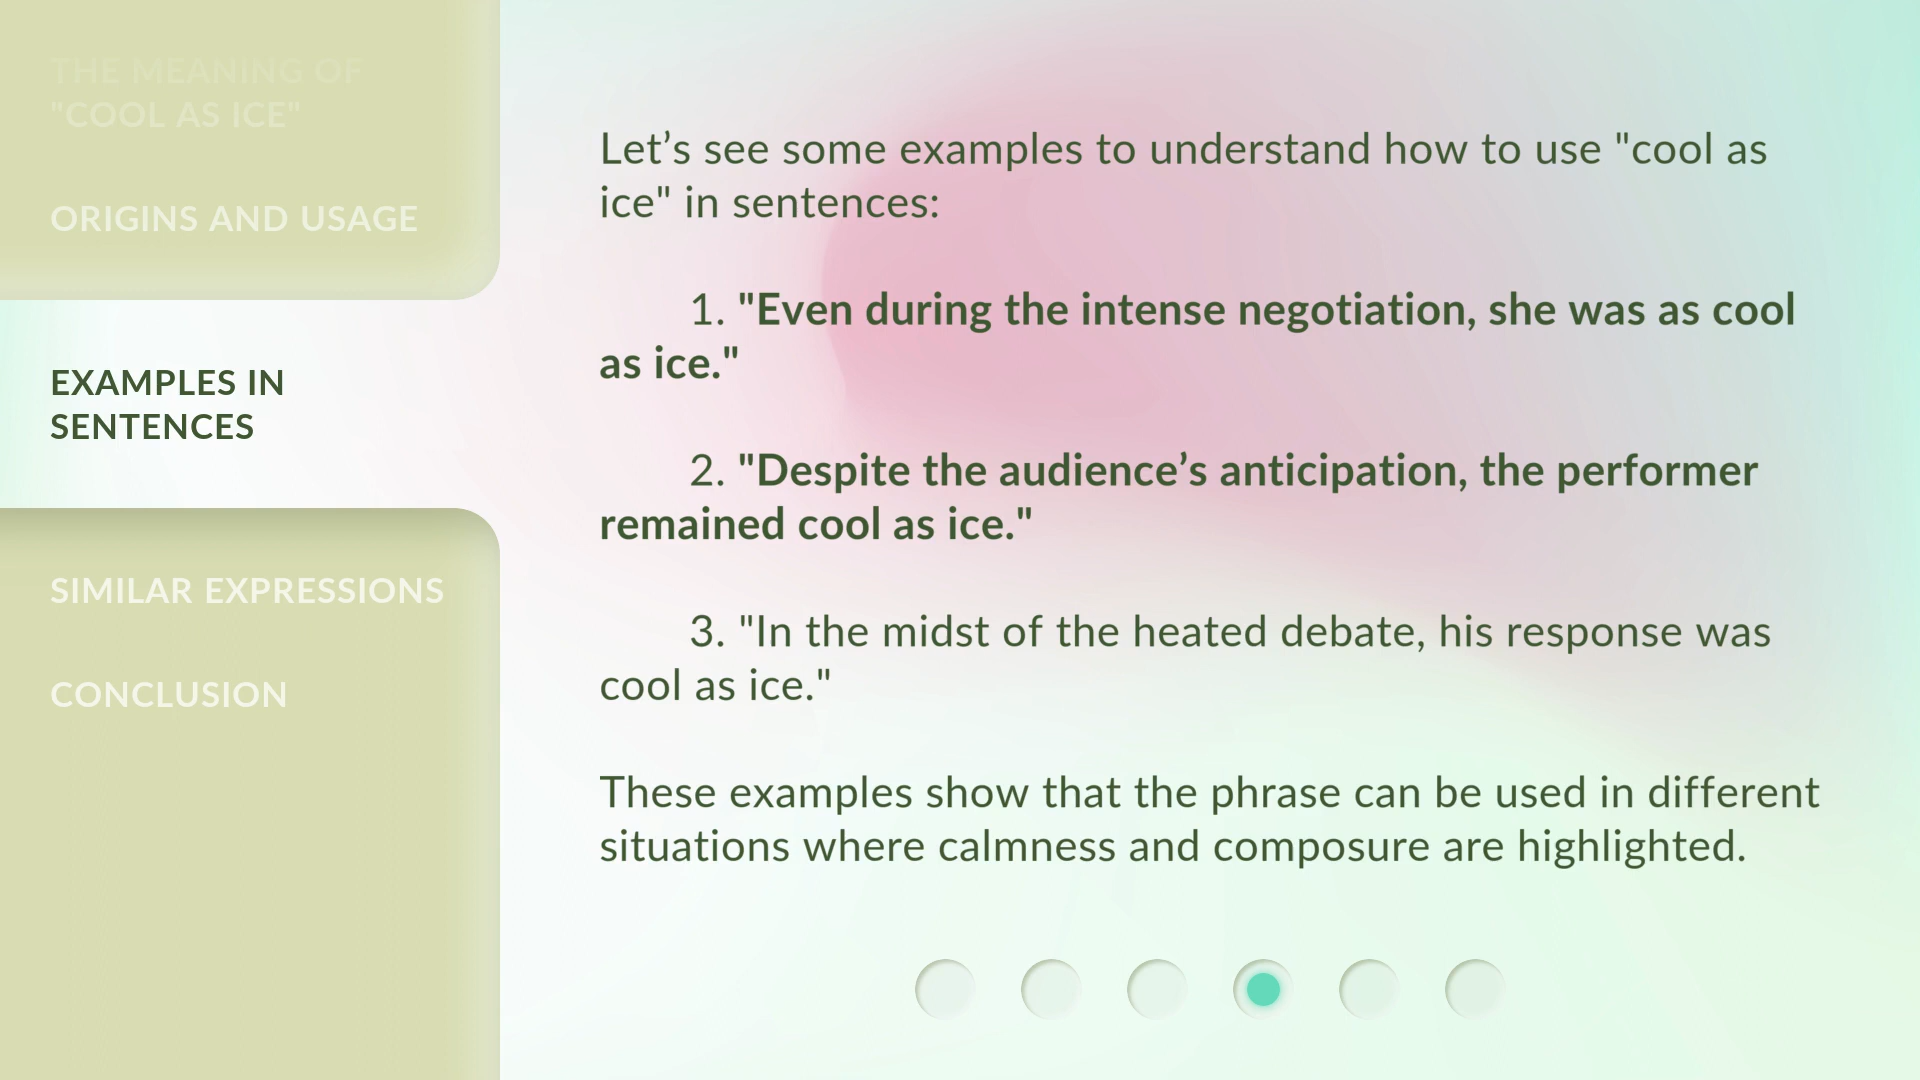 THE MEANING OF
"COOL AS ICE"
ORIGINS AND USAGE
EXAMPLES IN
SENTENCES
SIMILAR EXPRESSIONS
CONCLUSION
Let’s see some examples to understand how to use "cool as
ice" in sentences:
1. "Even during the intense negotiation, she was as cool
as ice."
2. "Despite the audience’s anticipation, the performer
remained cool as ice."
3. "In the midst of the heated debate, his response was
cool as ice."
These examples show that the phrase can be used in different
situations where calmness and composure are highlighted.